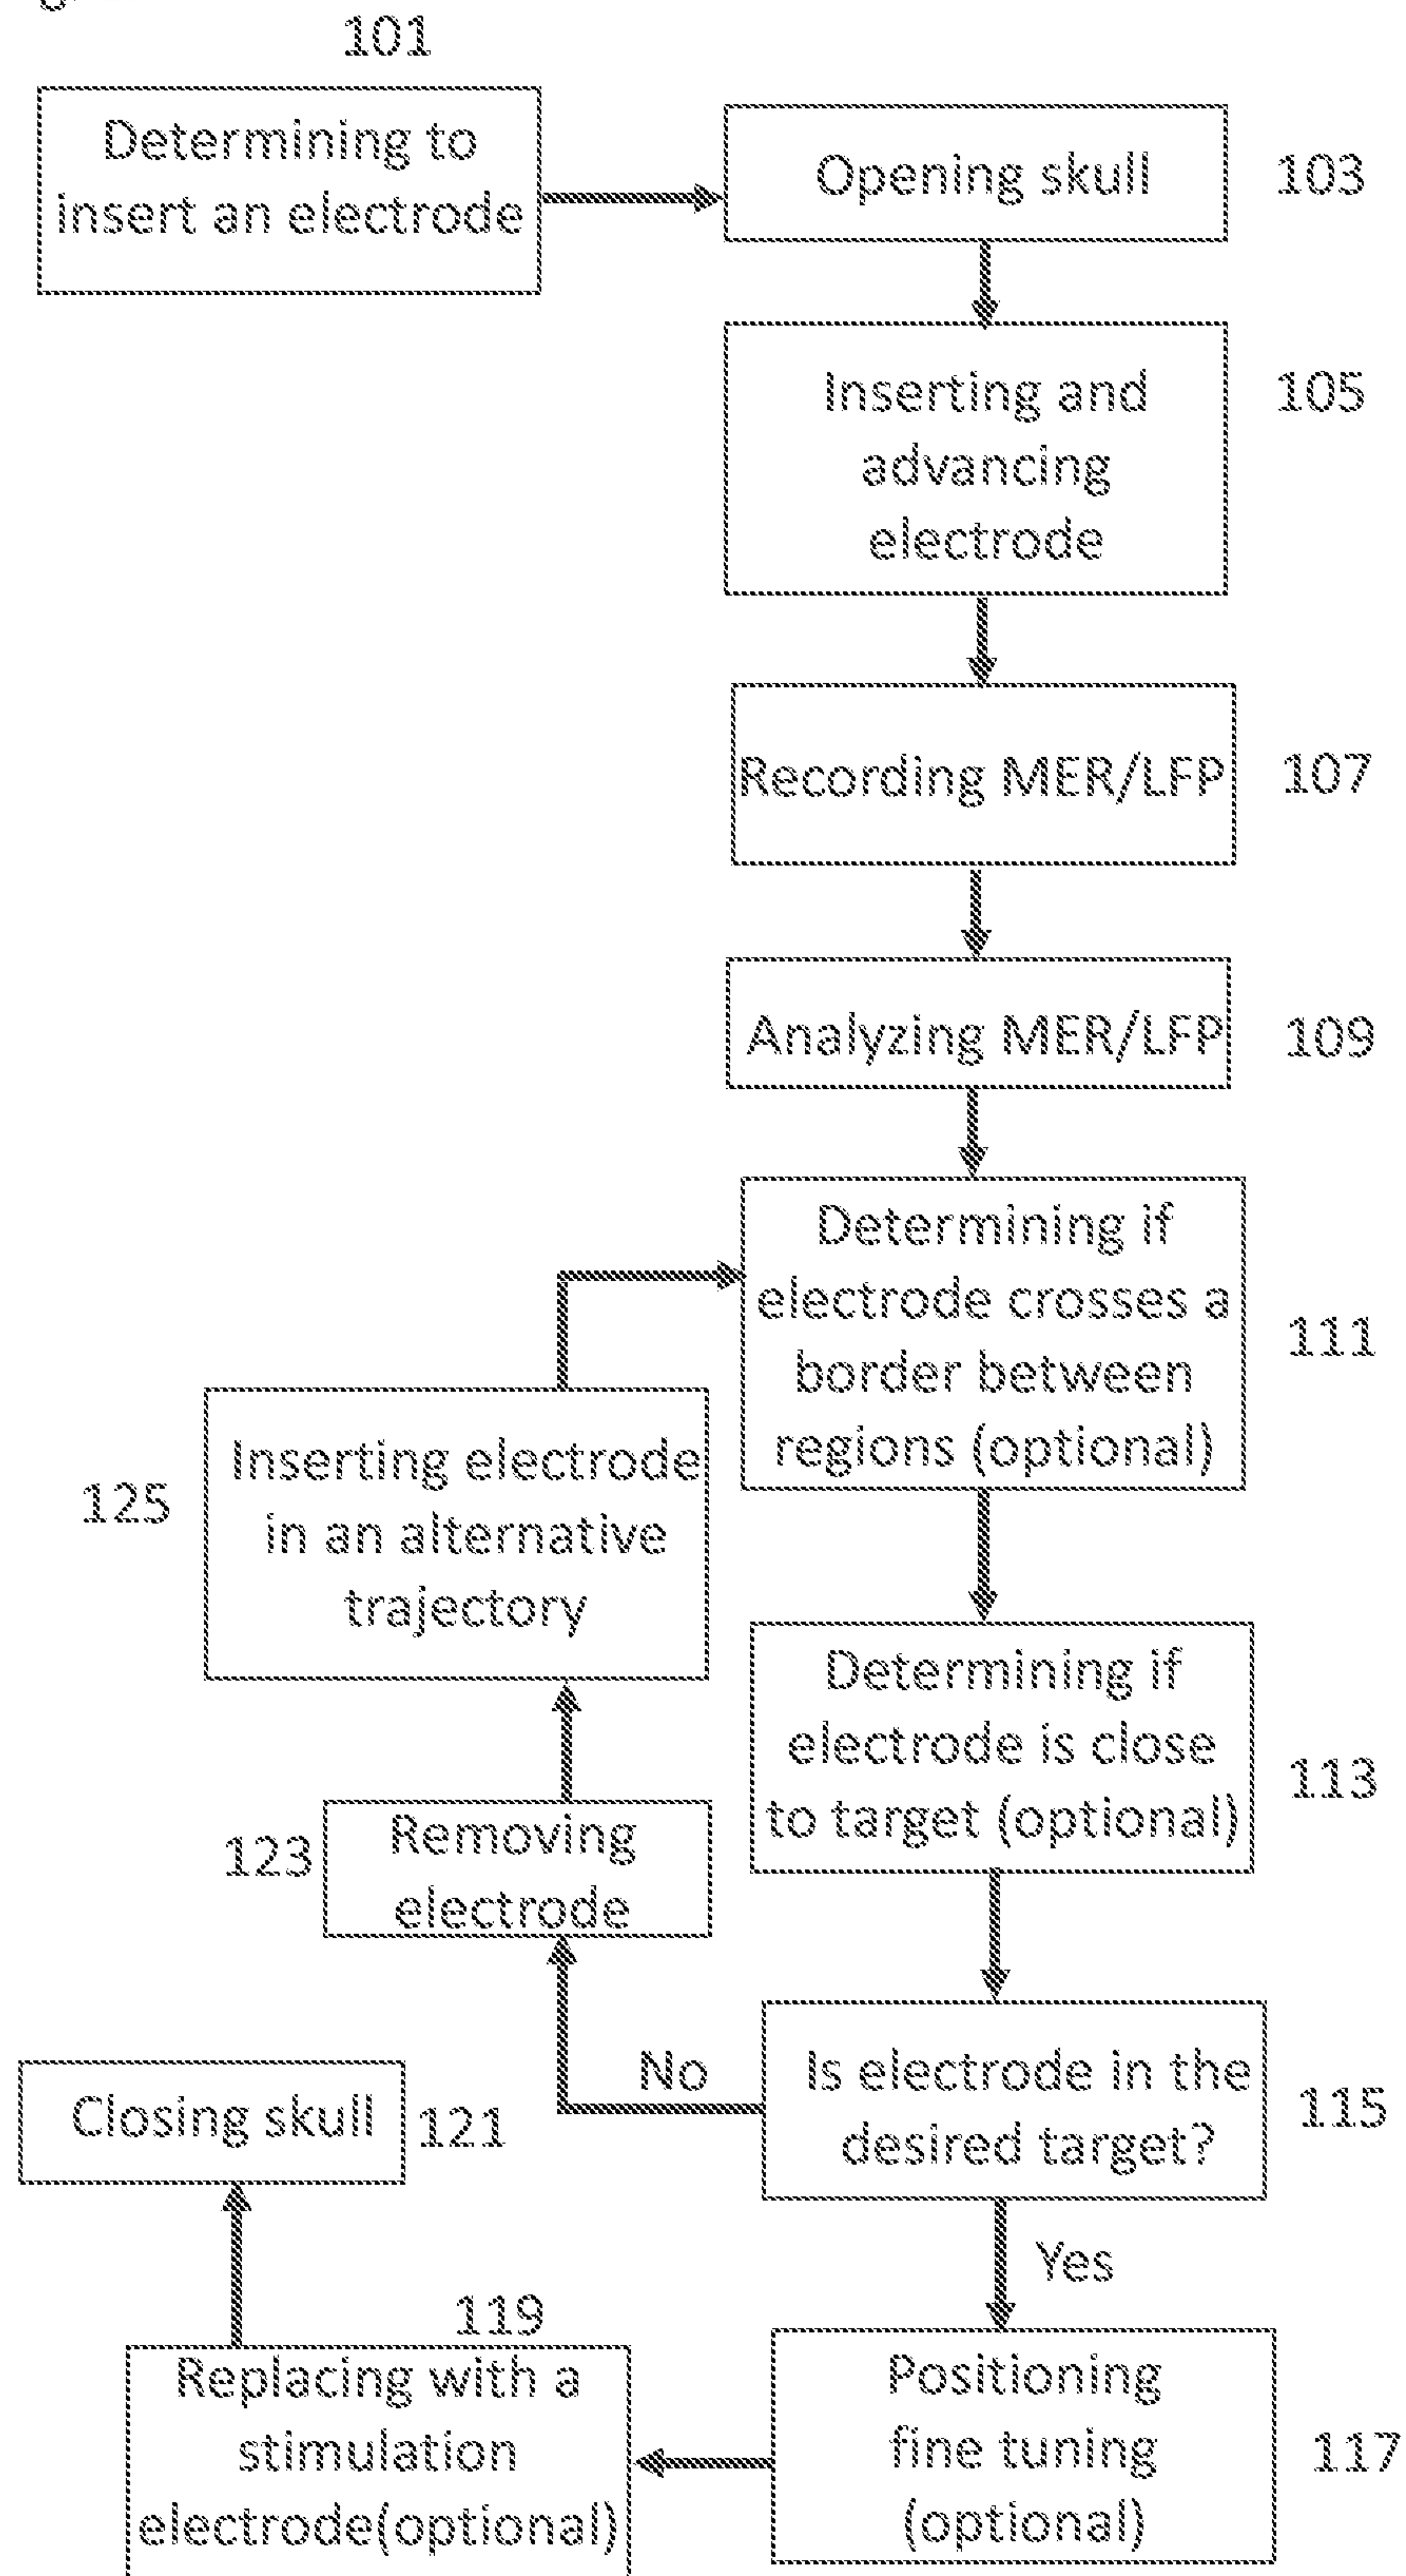 101
Determining to
insert an electrode
Opening skull
103
Inserting and
advancing
electrode
105
Recording MER/LFP
107
Analyzing MER/LFP
109
Determining if
electrode crosses a
border between
regions (optional)
111
Inserting electrode
in an alternative
trajectory
125
Determining if
electrode is close
to target (optional)
113
Removing
electrode
123
No
Is electrode in the
desired target?
115
Closing skull
121
Yes
119
Replacing with a
stimulation
electrode(optional)
Positioning
fine tuning
(optional)
117